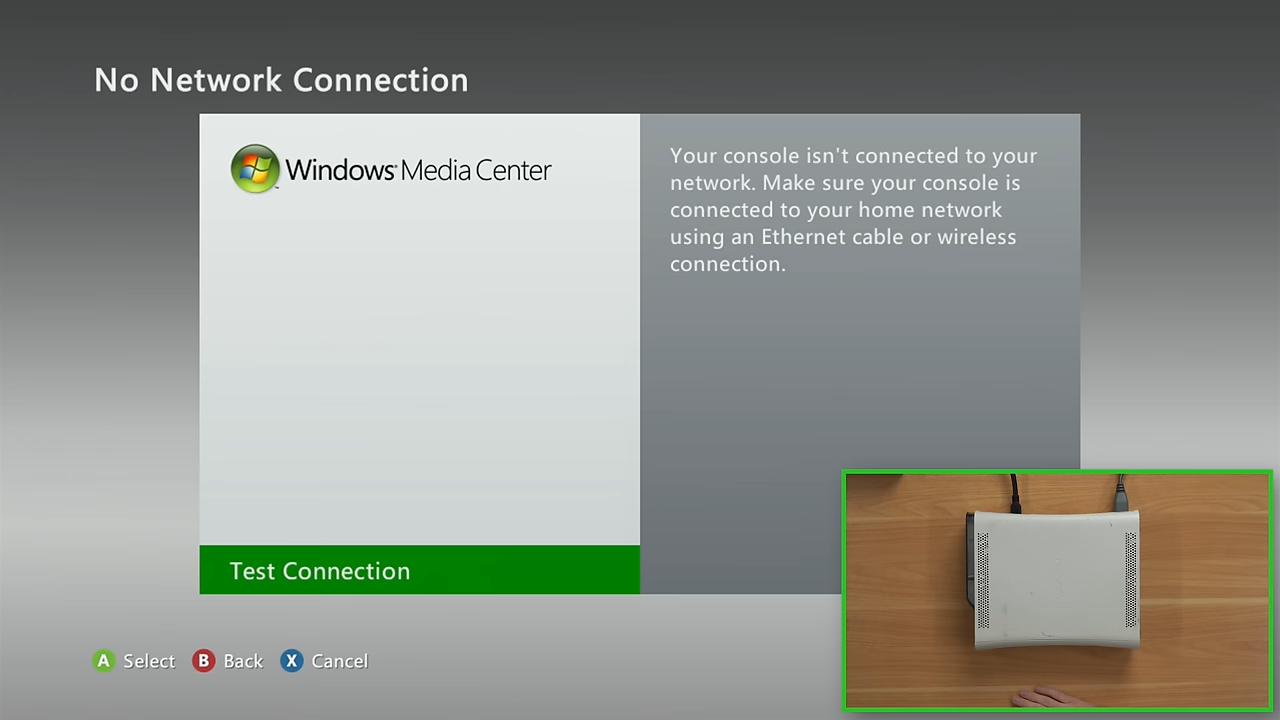 No Network Connection
Windows Media Center
Your console isn't connected to your
network. Make sure your console is
connected to your home network
using an Ethernet cable or wireless
connection.
Test Connection
A Select B Back X Cancel